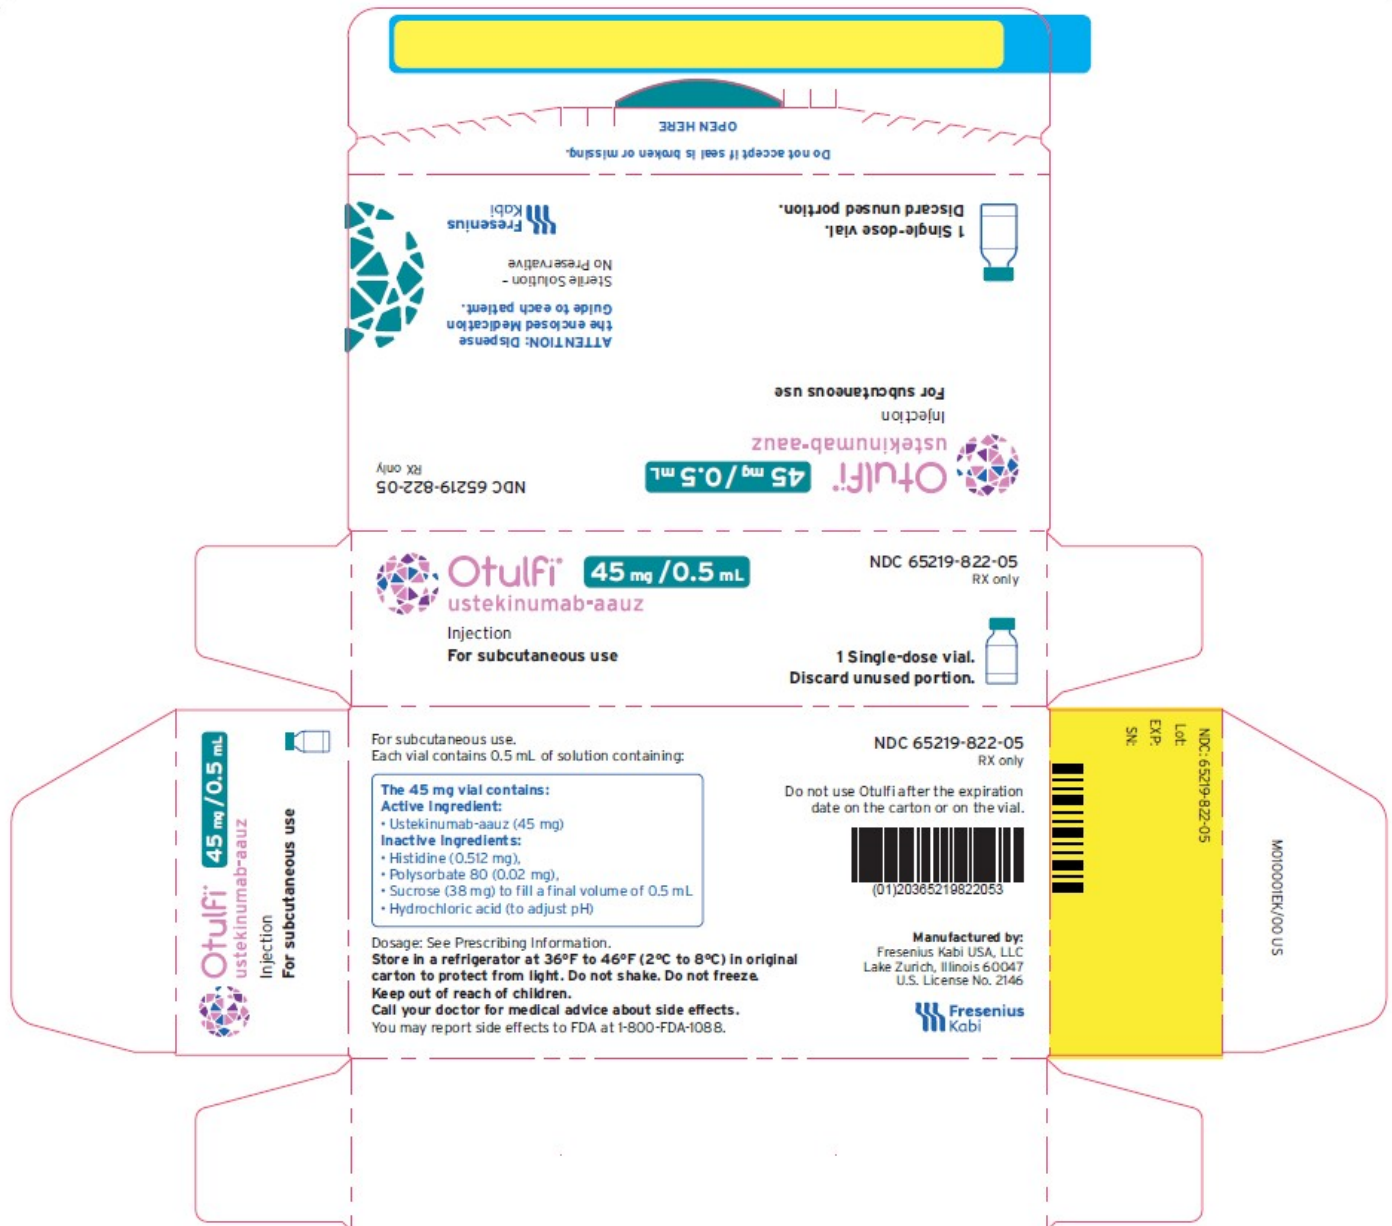 OPEN HERE
Do not accept if seal is broken or missing.
1 Single-dose vial.
Discard unused portion.
Fresenius
Kabi
Sterile Solution -
No Preservative
ATTENTION: Dispense
the enclosed Medication
Guide to each patient.
Otulfi 45 mg / 0.5 mL
ustekinumab-aauz
Injection
For subcutaneous use
NDC 65219-822-05
RX only
Otulfi 45 mg / 0.5 mL
ustekinumab-aauz
Injection
For subcutaneous use
NDC 65219-822-05
RX only
1 Single-dose vial.
Discard unused portion.
Otulfi 45 mg / 0.5 mL
ustekinumab-aauz
Injection
For subcutaneous use
For subcutaneous use.
Each vial contains 0.5 mL of solution containing:
The 45 mg vial contains:
Active Ingredient:
• Ustekinumab-aauz (45 mg)
Inactive Ingredients:
• Histidine (0.512 mg),
• Polysorbate 80 (0.02 mg),
• Sucrose (38 mg) to fill a final volume of 0.5 mL
• Hydrochloric acid (to adjust pH)
Dosage: See Prescribing Information.
Store in a refrigerator at 36ºF to 46ºF (2ºC to 8ºC) in original
carton to protect from light. Do not shake. Do not freeze.
Keep out of reach of children.
Call your doctor for medical advice about side effects.
You may report side effects to FDA at 1-800-FDA-1088.
NDC 65219-822-05
RX only
Do not use Otulfi after the expiration
date on the carton or on the vial.
(01)20365219822053
Manufactured by:
Fresenius Kabi USA, LLC
Lake Zurich, Illinois 60047
U.S. License No. 2146
Fresenius
Kabi
NDC: 65219-822-05
Lot:
EXP:
SN:
M010001EK/00 US